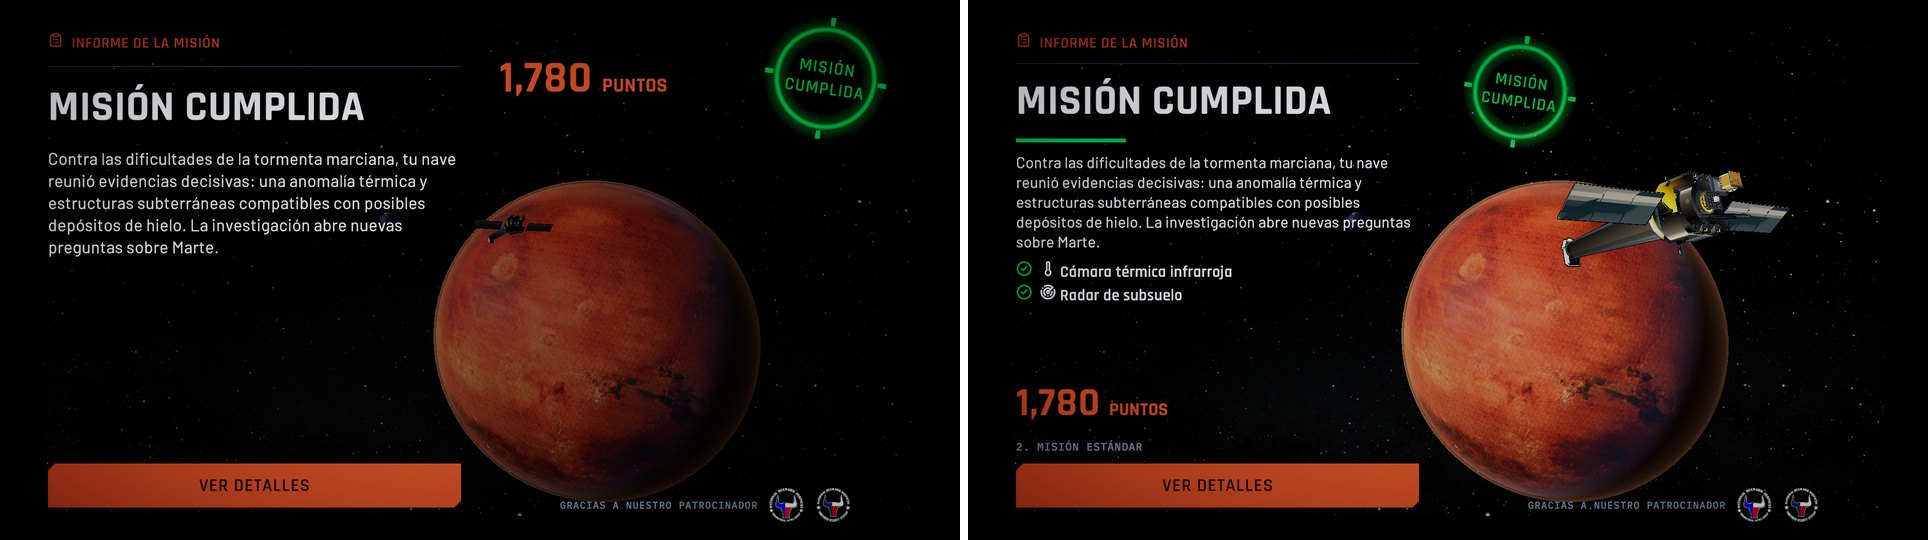 INFORME DE LA MISIÓN
MISIÓN CUMPLIDA
Contra las dificultades de la tormenta marciana, tu nave
reunió evidencias decisivas: una anomalía térmica y
estructuras subterráneas compatibles con posibles
depósitos de hielo. La investigación abre nuevas
preguntas sobre Marte.
VER DETALLES
1,780 PUNTOS
MISIÓN
CUMPLIDA
GRACIAS A NUESTRO PATROCINADOR
INFORME DE LA MISIÓN
MISIÓN CUMPLIDA
Contra las dificultades de la tormenta marciana, tu nave
reunió evidencias decisivas: una anomalía térmica y
estructuras subterráneas compatibles con posibles
depósitos de hielo. La investigación abre nuevas preguntas
sobre Marte.
Cámara térmica infrarroja
Radar de subsuelo
1,780 PUNTOS
2. MISIÓN ESTÁNDAR
VER DETALLES
MISIÓN
CUMPLIDA
GRACIAS A NUESTRO PATROCINADOR